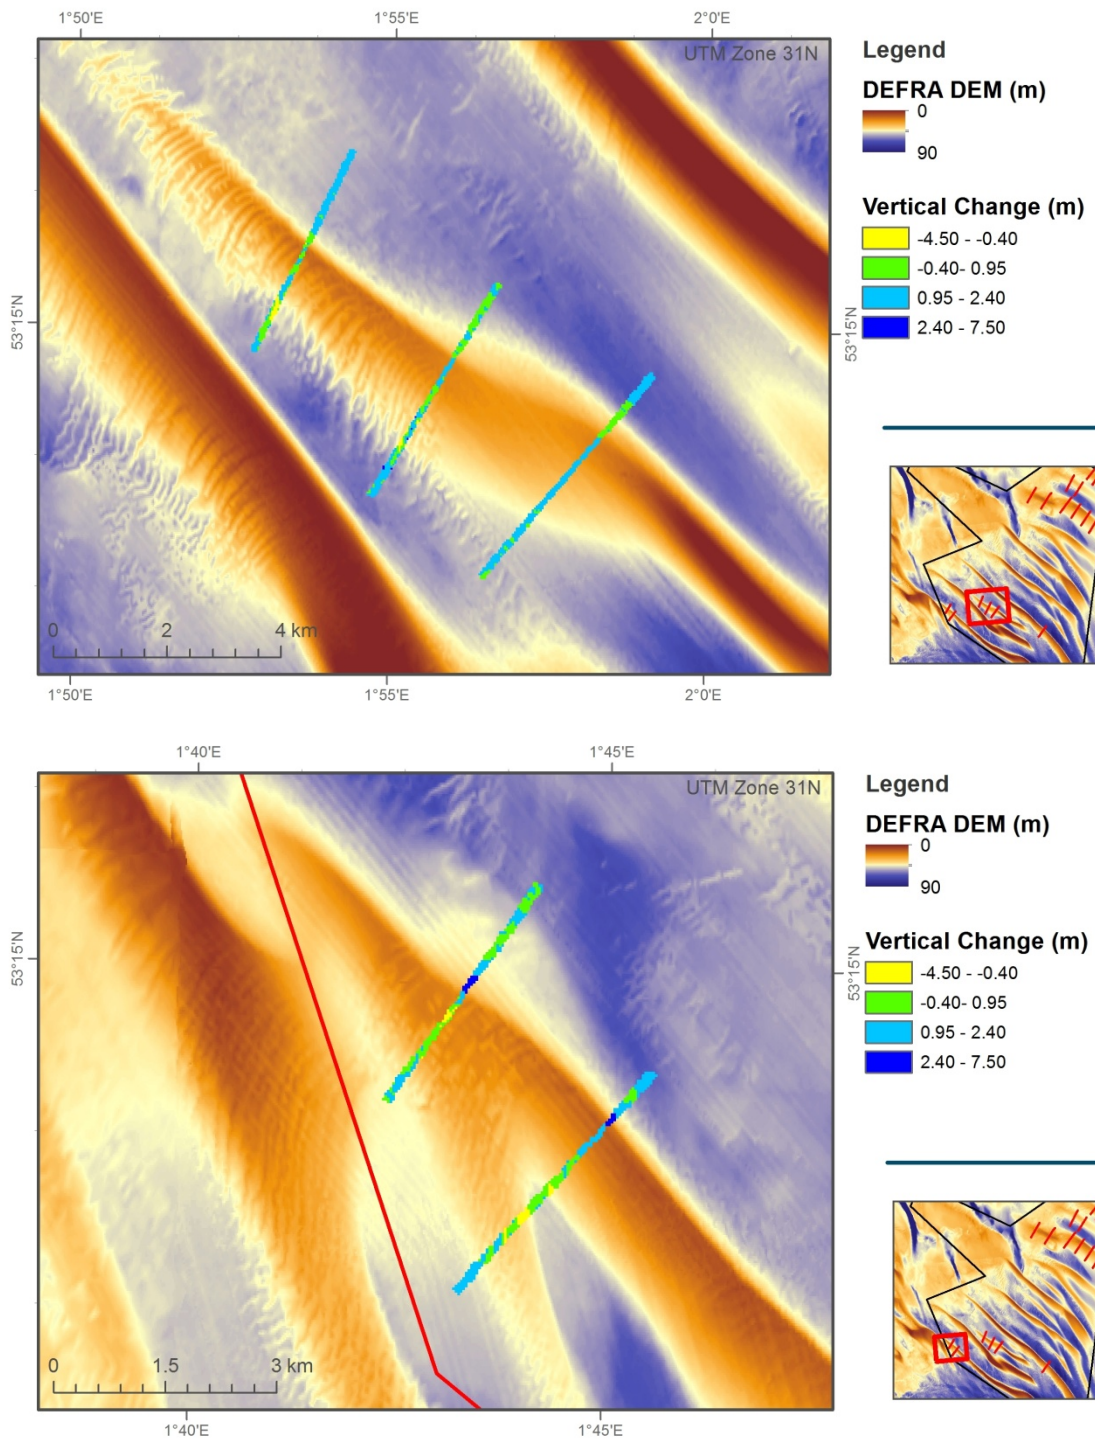 1°50'E 1°55'E 2°0'E
UTM Zone 31N
53°15'N
53°15'N
0 2 4 km
1°50'E 1°55'E 2°0'E
Legend
DEFRA DEM (m)
0
90
Vertical Change (m)
-4.50 - -0.40
-0.40- 0.95
0.95 - 2.40
2.40 - 7.50
1°40'E 1°45'E
UTM Zone 31N
53°15'N
53°15'N
0 1.5 3 km
1°40'E 1°45'E
Legend
DEFRA DEM (m)
0
90
Vertical Change (m)
-4.50 - -0.40
-0.40- 0.95
0.95 - 2.40
2.40 - 7.50